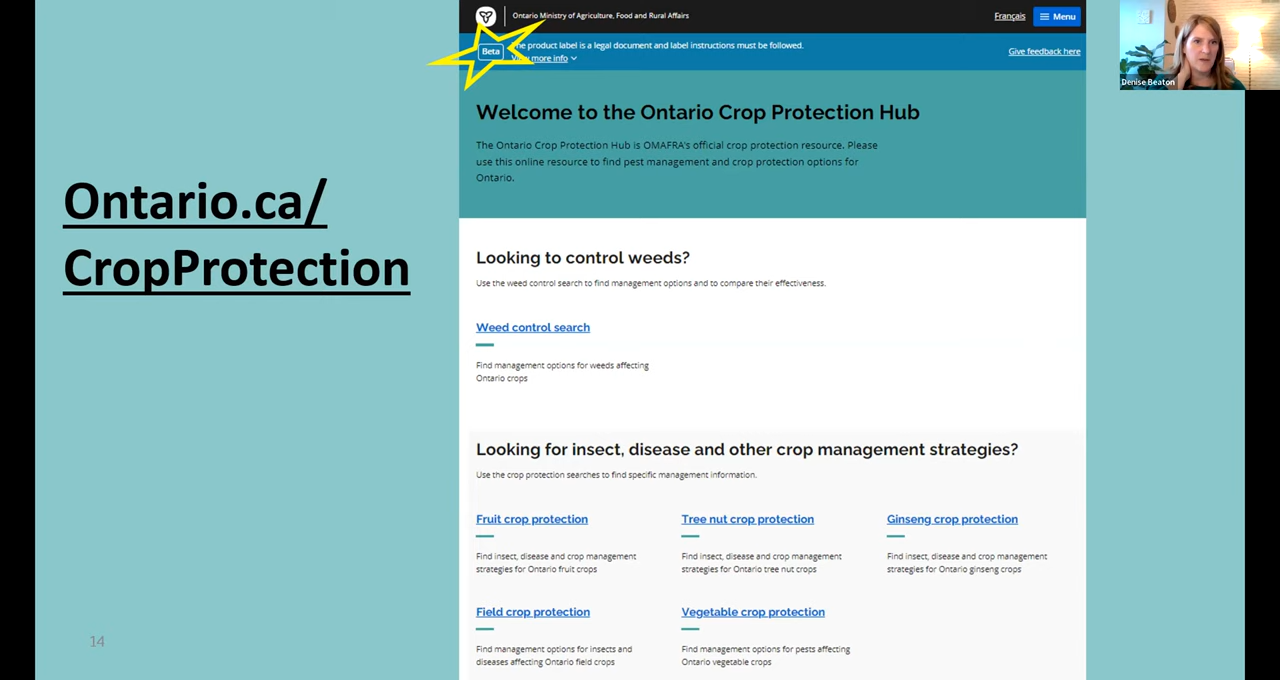 Ontario.ca/
CropProtection
14
Ontario Ministry of Agriculture, Food and Rural Affairs
Français
Menu
Beta
product label is a legal document and label instructions must be followed.
more info
Give feedback here
Welcome to the Ontario Crop Protection Hub
The Ontario Crop Protection Hub is OMAFRA's official crop protection resource. Please
use this online resource to find pest management and crop protection options for
Ontario.
Looking to control weeds?
Use the weed control search to find management options and to compare their effectiveness.
Weed control search
Find management options for weeds affecting
Ontario crops
Looking for insect, disease and other crop management strategies?
Use the crop protection searches to find specific management information.
Fruit crop protection
Find insect, disease and crop management
strategies for Ontario fruit crops
Tree nut crop protection
Find insect, disease and crop management
strategies for Ontario tree nut crops
Ginseng crop protection
Find insect, disease and crop management
strategies for Ontario ginseng crops
Field crop protection
Find management options for insects and
diseases affecting Ontario field crops
Vegetable crop protection
Find management options for pests affecting
Ontario vegetable crops
Denise Beaton